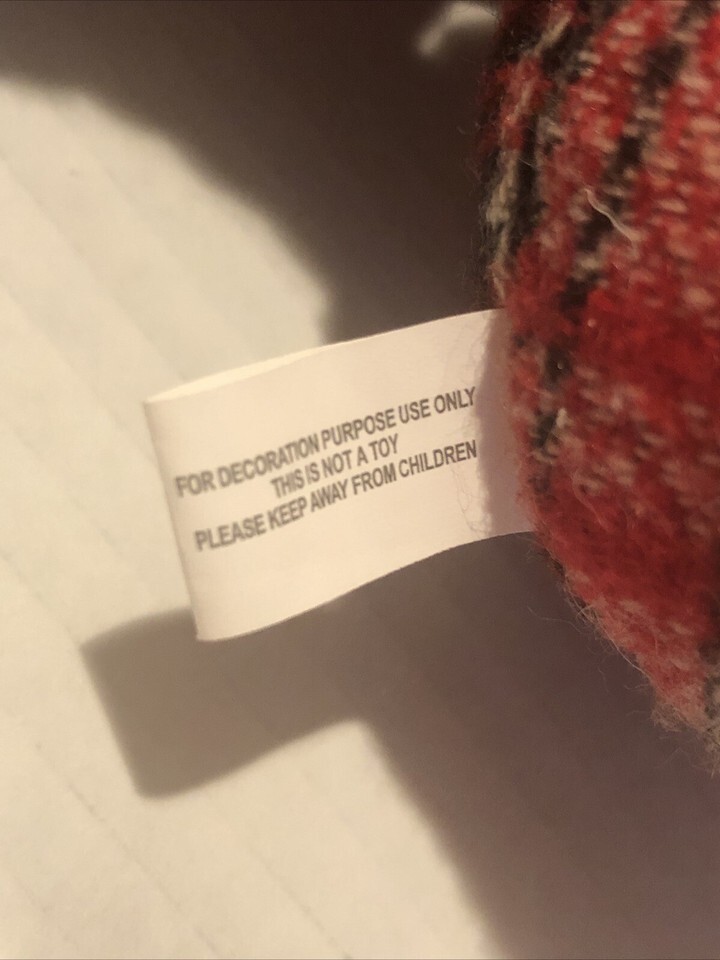 FOR DECORATION PURPOSE USE ONLY
THIS IS NOT A TOY
PLEASE KEEP AWAY FROM CHILDREN